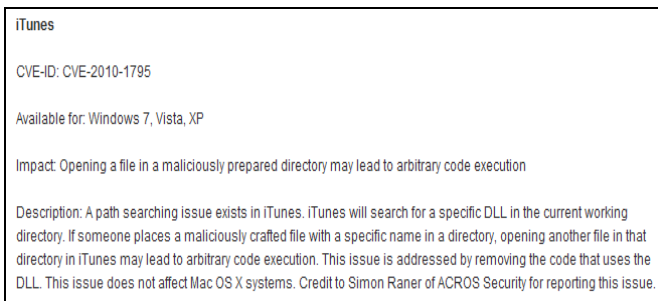 iTunes
CVE-ID: CVE-2010-1795
Available for: Windows 7, Vista, XP
Impact: Opening a file in a maliciously prepared directory may lead to arbitrary code execution
Description: A path searching issue exists in iTunes. iTunes will search for a specific DLL in the current working
directory. If someone places a maliciously crafted file with a specific name in a directory, opening another file in that
directory in iTunes may lead to arbitrary code execution. This issue is addressed by removing the code that uses the
DLL. This issue does not affect Mac OS X systems. Credit to Simon Raner of ACROS Security for reporting this issue.